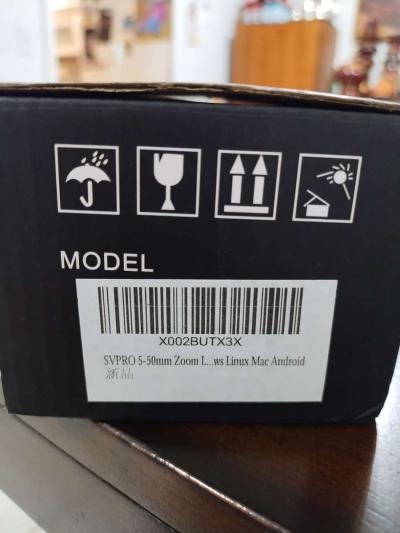 MODEL
X002BUTX3X
SVPRO 5-50mm Zoom L...ws Linux Mac Android
新品